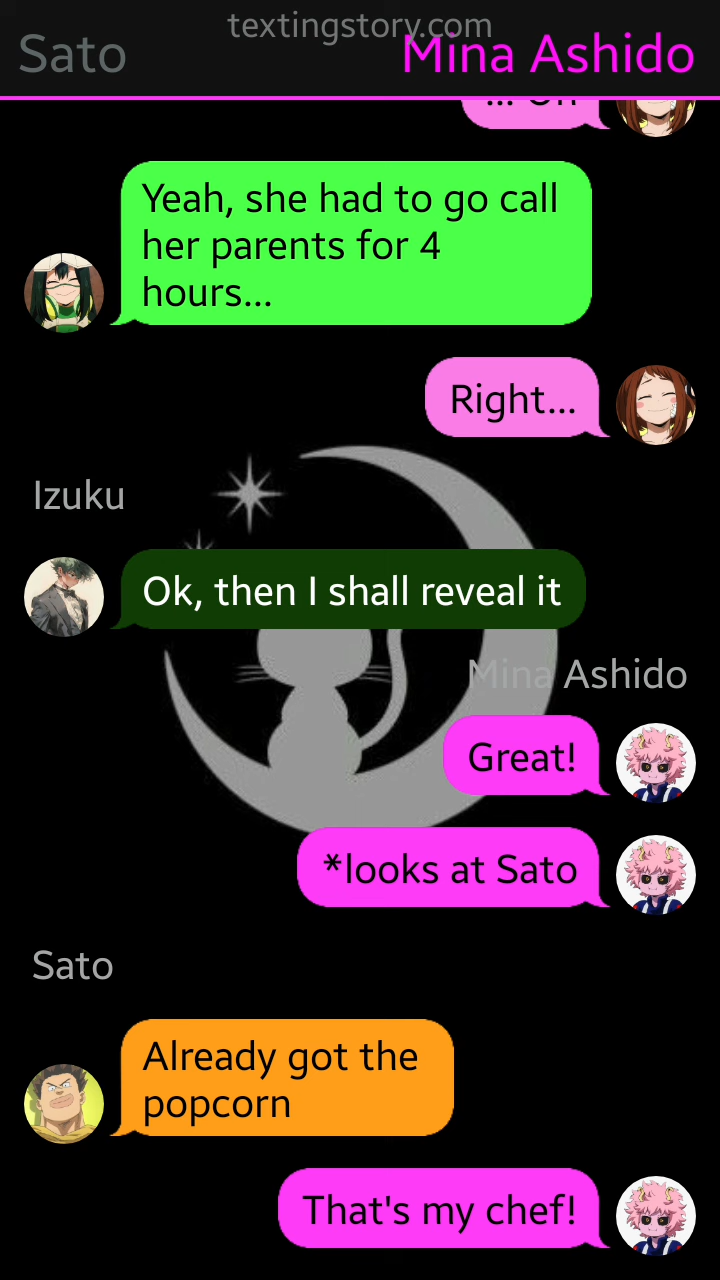 textingstory.com
Sato
Mina Ashido
Yeah, she had to go call
her parents for 4
hours...
Right...
Izuku
Ok, then I shall reveal it
Mina Ashido
Great!
*looks at Sato
Sato
Already got the
popcorn
That's my chef!